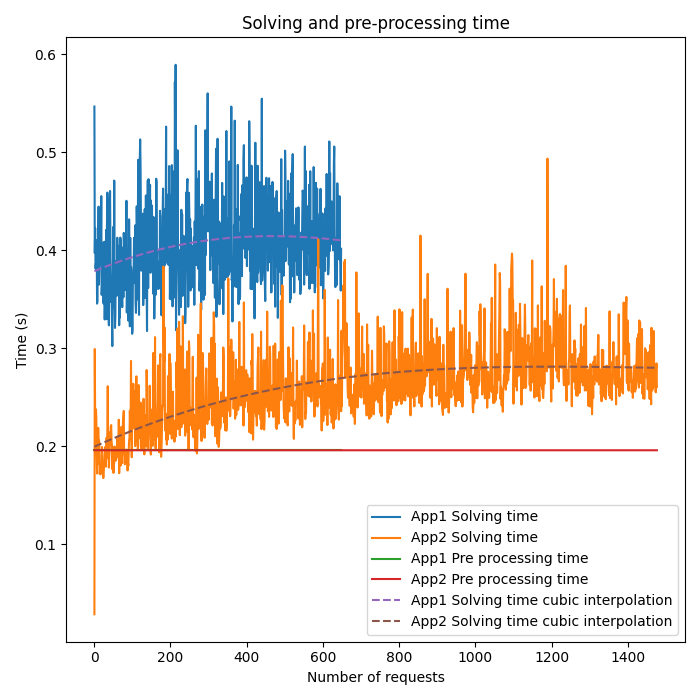 Solving and pre-processing time
0.6
0.5
0.4
0.3
0.2
0.1
Time (s)
App1 Solving time
App2 Solving time
App1 Pre processing time
App2 Pre processing time
App1 Solving time cubic interpolation
App2 Solving time cubic interpolation
0 200 400 600 800 1000 1200 1400
Number of requests